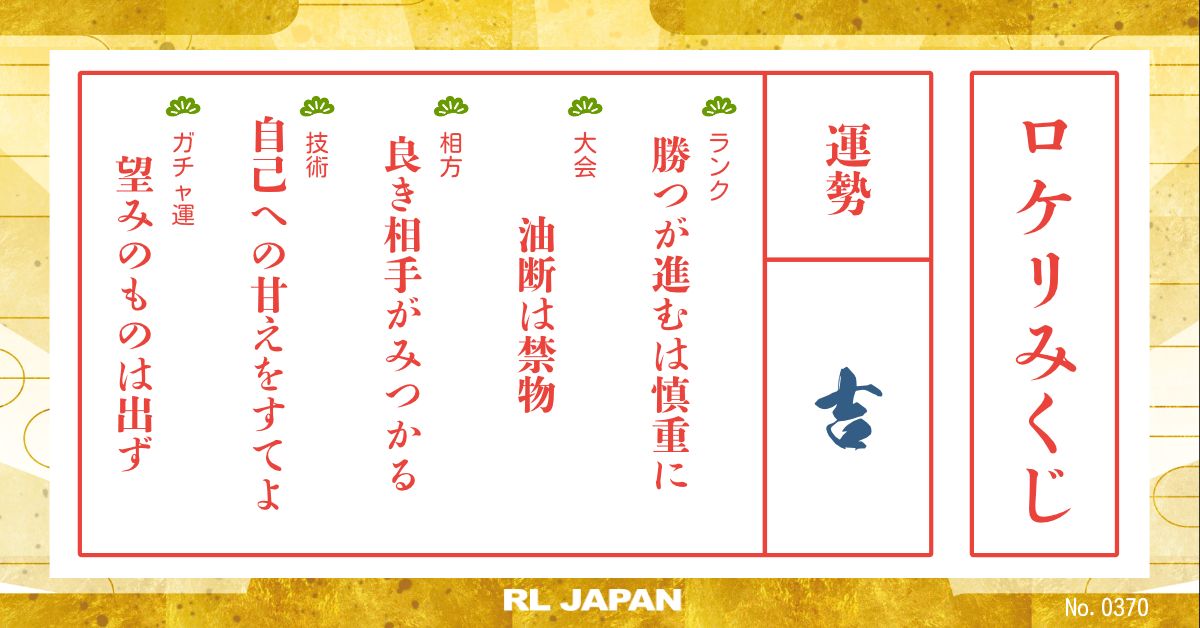 ロケリみくじ
運勢
吉
ランク
勝つが進むは慎重に
大会
油断は禁物
相方
良き相手がみつかる
技術
自己への甘えをすてよ
ガチャ運
望みのものは出ず
RL JAPAN
No. 0370